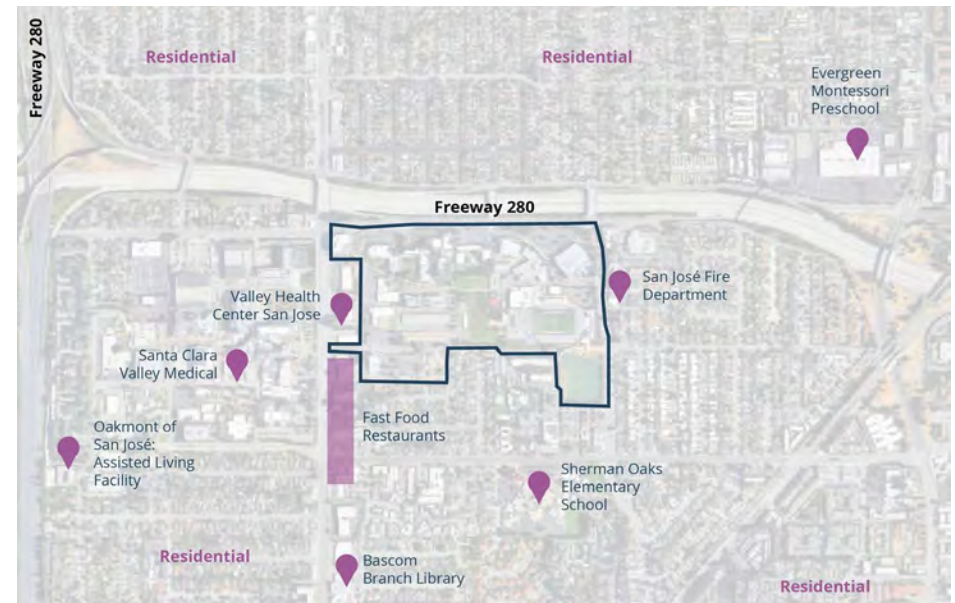 Freeway 280
Residential
Residential
Evergreen
Montessori
Preschool
Freeway 280
San José Fire
Department
Valley Health
Center San Jose
Santa Clara
Valley Medical
Fast Food
Restaurants
Oakmont of
San José:
Assisted Living
Facility
Sherman Oaks
Elementary
School
Residential
Bascom
Branch Library
Residential